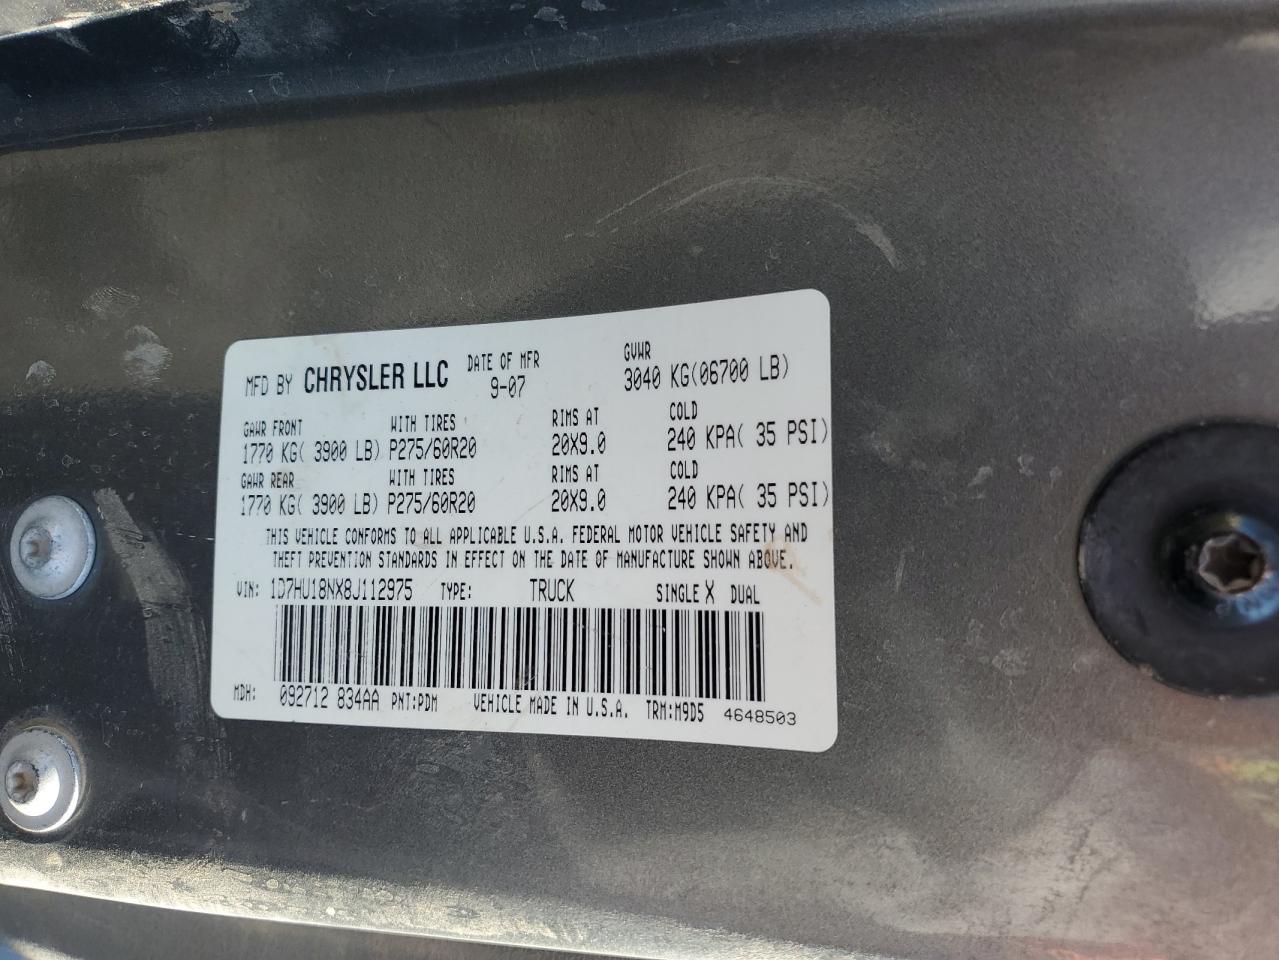 MFD BY CHRYSLER LLC DATE OF MFR 9-07 GVWR 3040 KG(06700 LB)
GAWR FRONT WITH TIRES RIMS AT COLD
1770 KG( 3900 LB) P275/60R20 20X9.0 240 KPA( 35 PSI)
GAWR REAR WITH TIRES RIMS AT COLD
1770 KG( 3900 LB) P275/60R20 20X9.0 240 KPA( 35 PSI)
THIS VEHICLE CONFORMS TO ALL APPLICABLE U.S.A. FEDERAL MOTOR VEHICLE SAFETY AND
THEFT PREVENTION STANDARDS IN EFFECT ON THE DATE OF MANUFACTURE SHOWN ABOVE.
VIN: 1D7HU18NX8J112975 TYPE: TRUCK SINGLE X DUAL
MDH: 092712 834AA PNT:PDM VEHICLE MADE IN U.S.A. TRM:M9D5 4648503